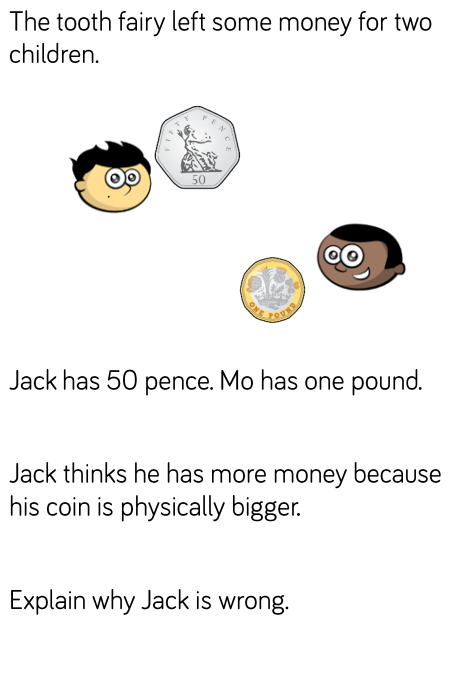 The tooth fairy left some money for two
children.
FIFTY PENCE
50
ONE POUND
Jack has 50 pence. Mo has one pound.
Jack thinks he has more money because
his coin is physically bigger.
Explain why Jack is wrong.